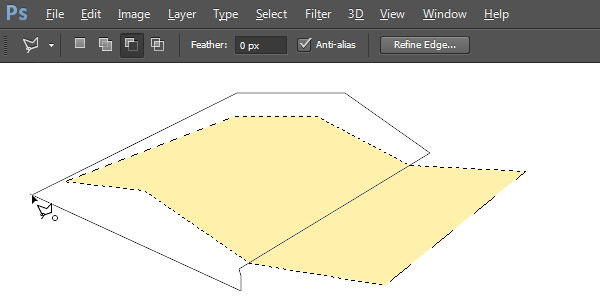 Ps File Edit Image Layer Type Select Filter 3D View Window Help
Feather: 0 px Anti-alias Refine Edge...